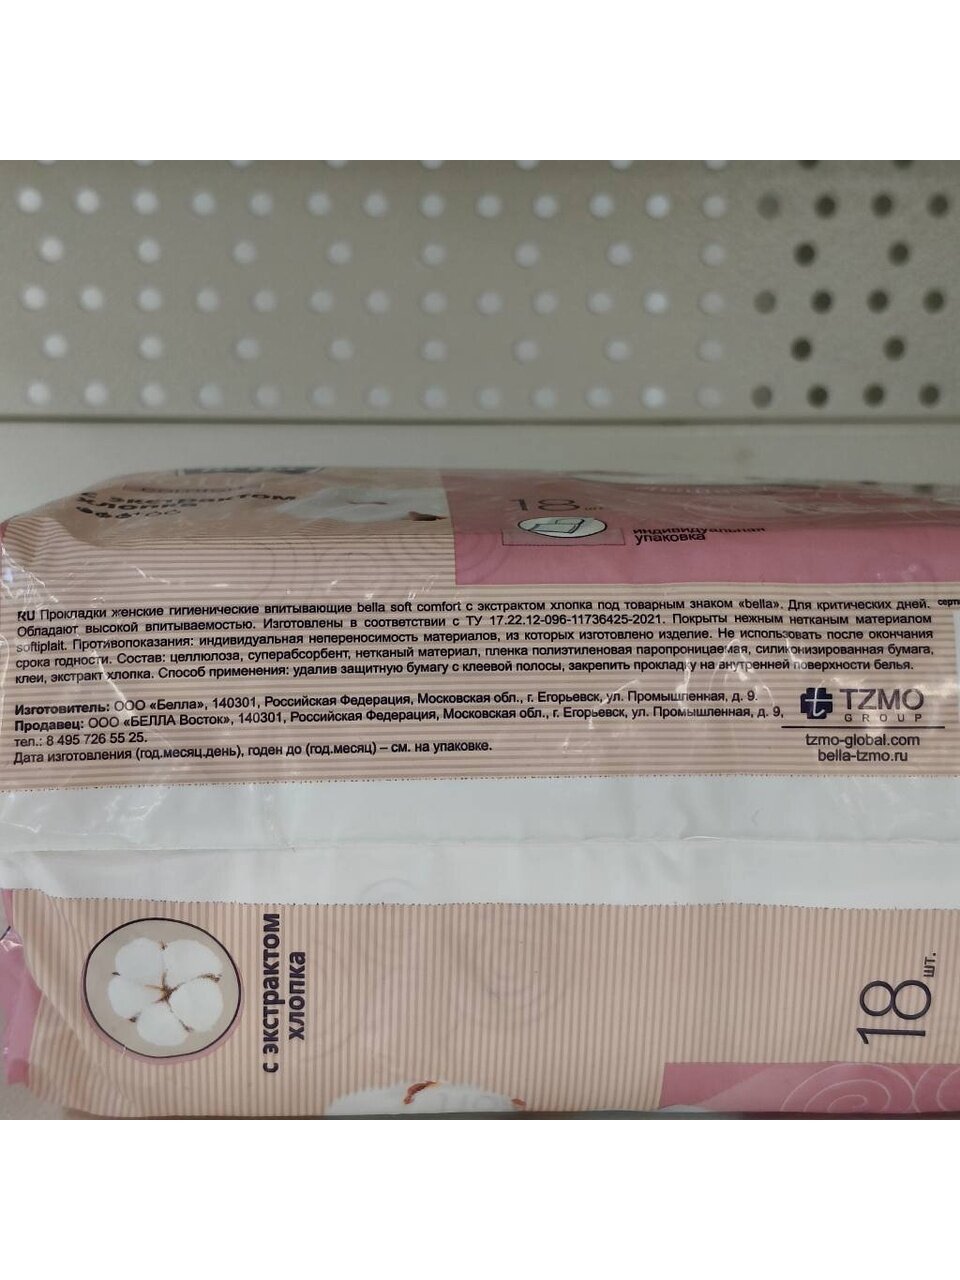 с экстрактом
хлопка
18 шт.
индивидуальная
упаковка
RU Прокладки женские гигиенические впитывающие bella soft comfort с экстрактом хлопка под товарным знаком «bella». Для критических дней.
Обладают высокой впитываемостью. Изготовлены в соответствии с ТУ 17.22.12-096-11736425-2021. Покрыты нежным нетканым материалом
softiplait. Противопоказания: индивидуальная непереносимость материалов, из которых изготовлено изделие. Не использовать после окончания
срока годности. Состав: целлюлоза, суперабсорбент, нетканый материал, пленка полиэтиленовая паропроницаемая, силиконизированная бумага,
клеи, экстракт хлопка. Способ применения: удалив защитную бумагу с клеевой полосы, закрепить прокладку на внутренней поверхности белья.
Изготовитель: ООО «Белла», 140301, Российская Федерация, Московская обл., г. Егорьевск, ул. Промышленная, д. 9.
Продавец: ООО «БЕЛЛА Восток», 140301, Российская Федерация, Московская обл., г. Егорьевск, ул. Промышленная, д. 9,
тел.: 8 495 726 55 25.
Дата изготовления (год.месяц.день), годен до (год.месяц) – см. на упаковке.
TZMO
GROUP
tzmo-global.com
bella-tzmo.ru
с экстрактом
хлопка
18 шт.